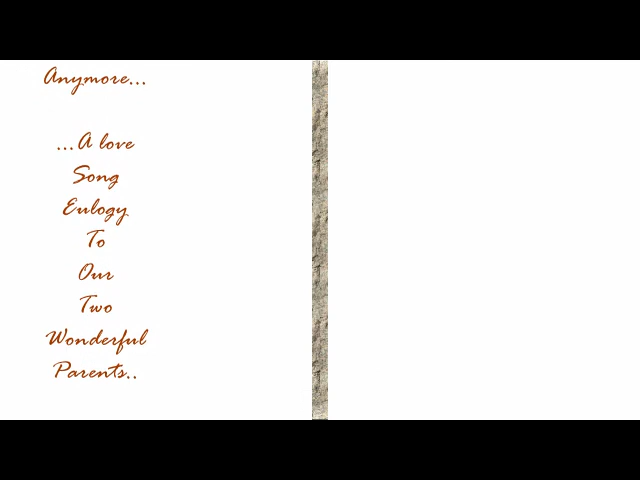 Anymore...
...A love
Song
Eulogy
To
Our
Two
Wonderful
Parents..